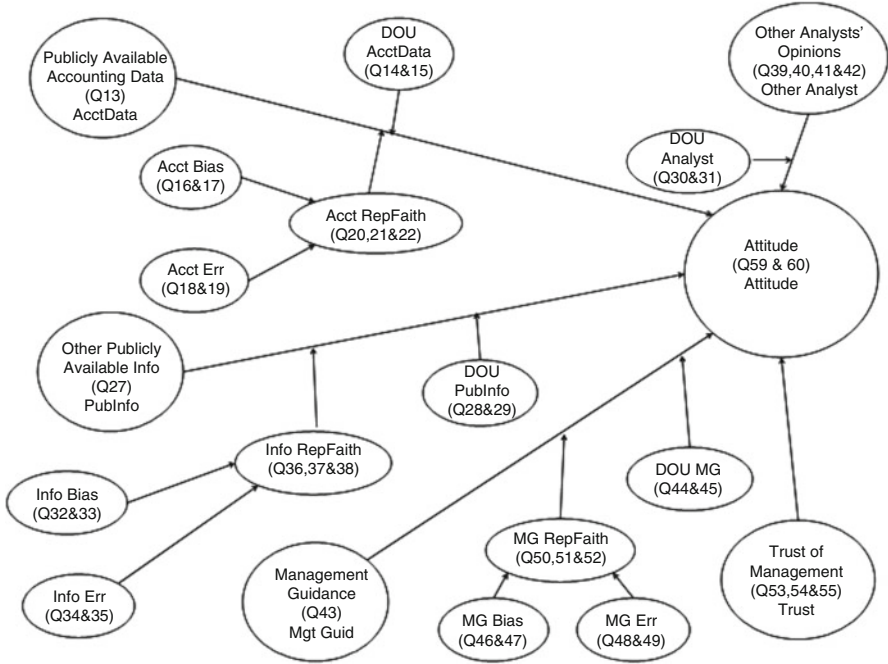 Publicly Available
Accounting Data
(Q13)
AcctData
DOU
AcctData
(Q14&15)
Other Analysts'
Opinions
(Q39,40,41&42)
Other Analyst
DOU
Analyst
(Q30&31)
Acct Bias
(Q16&17)
Acct RepFaith
(Q20,21&22)
Acct Err
(Q18&19)
Attitude
(Q59 & 60)
Attitude
Other Publicly
Available Info
(Q27)
PubInfo
DOU
PubInfo
(Q28&29)
Info RepFaith
(Q36,37&38)
Info Bias
(Q32&33)
Info Err
(Q34&35)
DOU MG
(Q44&45)
Management
Guidance
(Q43)
Mgt Guid
MG RepFaith
(Q50,51&52)
MG Bias
(Q46&47)
MG Err
(Q48&49)
Trust of
Management
(Q53,54&55)
Trust